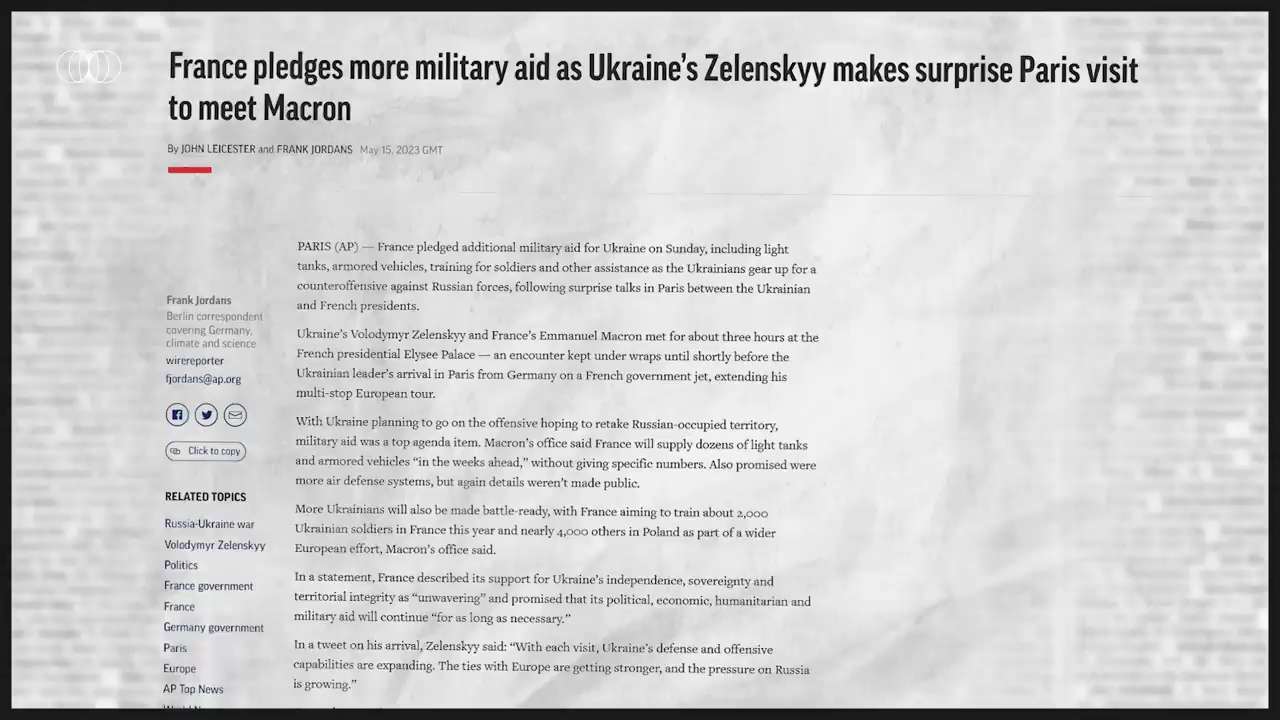 France pledges more military aid as Ukraine’s Zelenskyy makes surprise Paris visit
to meet Macron
By JOHN LEICESTER and FRANK JORDANS May 15, 2023 GMT
PARIS (AP) — France pledged additional military aid for Ukraine on Sunday, including light
tanks, armored vehicles, training for soldiers and other assistance as the Ukrainians gear up for a
counteroffensive against Russian forces, following surprise talks in Paris between the Ukrainian
and French presidents.
Ukraine’s Volodymyr Zelenskyy and France’s Emmanuel Macron met for about three hours at the
French presidential Elysee Palace — an encounter kept under wraps until shortly before the
Ukrainian leader’s arrival in Paris from Germany on a French government jet, extending his
multi-stop European tour.
With Ukraine planning to go on the offensive hoping to retake Russian-occupied territory,
military aid was a top agenda item. Macron’s office said France will supply dozens of light tanks
and armored vehicles “in the weeks ahead,” without giving specific numbers. Also promised were
more air defense systems, but again details weren’t made public.
More Ukrainians will also be made battle-ready, with France aiming to train about 2,000
Ukrainian soldiers in France this year and nearly 4,000 others in Poland as part of a wider
European effort, Macron’s office said.
In a statement, France described its support for Ukraine’s independence, sovereignty and
territorial integrity as “unwavering” and promised that its political, economic, humanitarian and
military aid will continue “for as long as necessary.”
In a tweet on his arrival, Zelenskyy said: “With each visit, Ukraine’s defense and offensive
capabilities are expanding. The ties with Europe are getting stronger, and the pressure on Russia
is growing.”
Frank Jordans
Berlin correspondent
covering Germany,
climate and science
wirereporter
fjordans@ap.org
Click to copy
RELATED TOPICS
Russia-Ukraine war
Volodymyr Zelenskyy
Politics
France government
France
Germany government
Paris
Europe
AP Top News